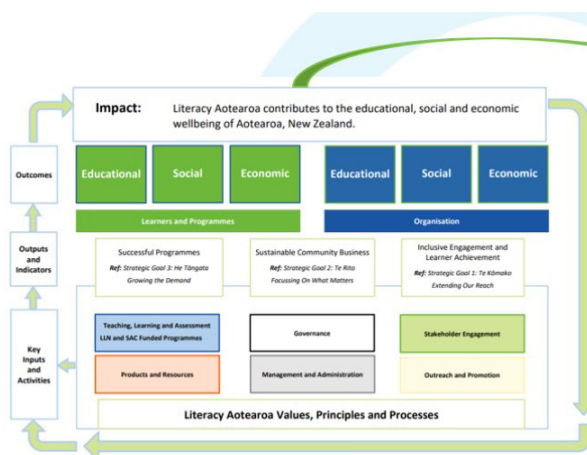 Impact: Literacy Aotearoa contributes to the educational, social and economic
wellbeing of Aotearoa, New Zealand.
Outcomes
Educational
Social
Economic
Educational
Social
Economic
Learners and Programmes
Organisation
Outputs
and
Indicators
Successful Programmes
Ref: Strategic Goal 3: He Tāngata
Growing the Demand
Sustainable Community Business
Ref: Strategic Goal 2: Te Rito
Focussing On What Matters
Inclusive Engagement and
Learner Achievement
Ref: Strategic Goal 1: Te Kāmaka
Extending Our Reach
Key
Inputs
and
Activities
Teaching, Learning and Assessment
LLN and SAC Funded Programmes
Governance
Stakeholder Engagement
Products and Resources
Management and Administration
Outreach and Promotion
Literacy Aotearoa Values, Principles and Processes